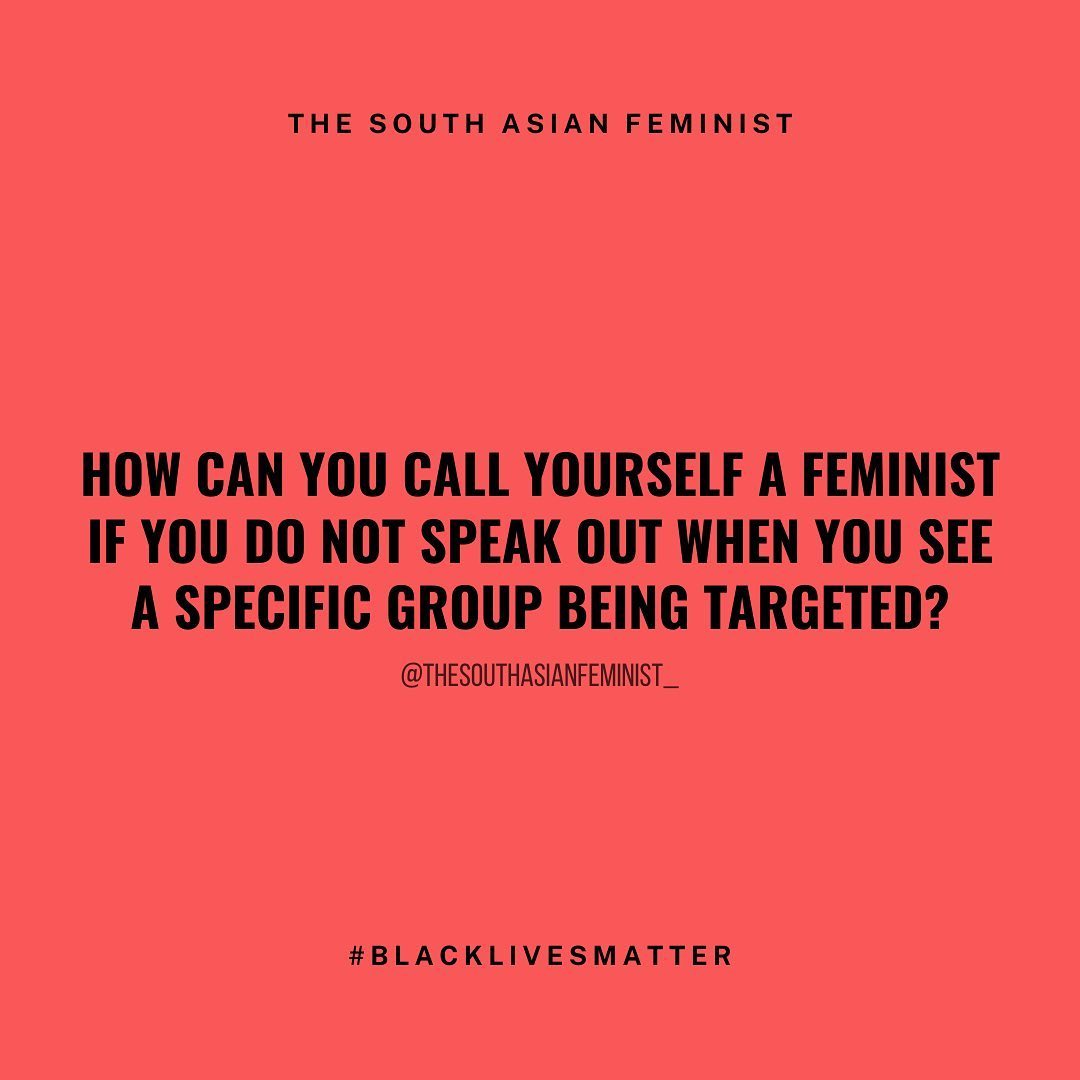 THE SOUTH ASIAN FEMINIST
HOW CAN YOU CALL YOURSELF A FEMINIST
IF YOU DO NOT SPEAK OUT WHEN YOU SEE
A SPECIFIC GROUP BEING TARGETED?
@THESOUTHASIANFEMINIST_
#BLACKLIVESMATTER